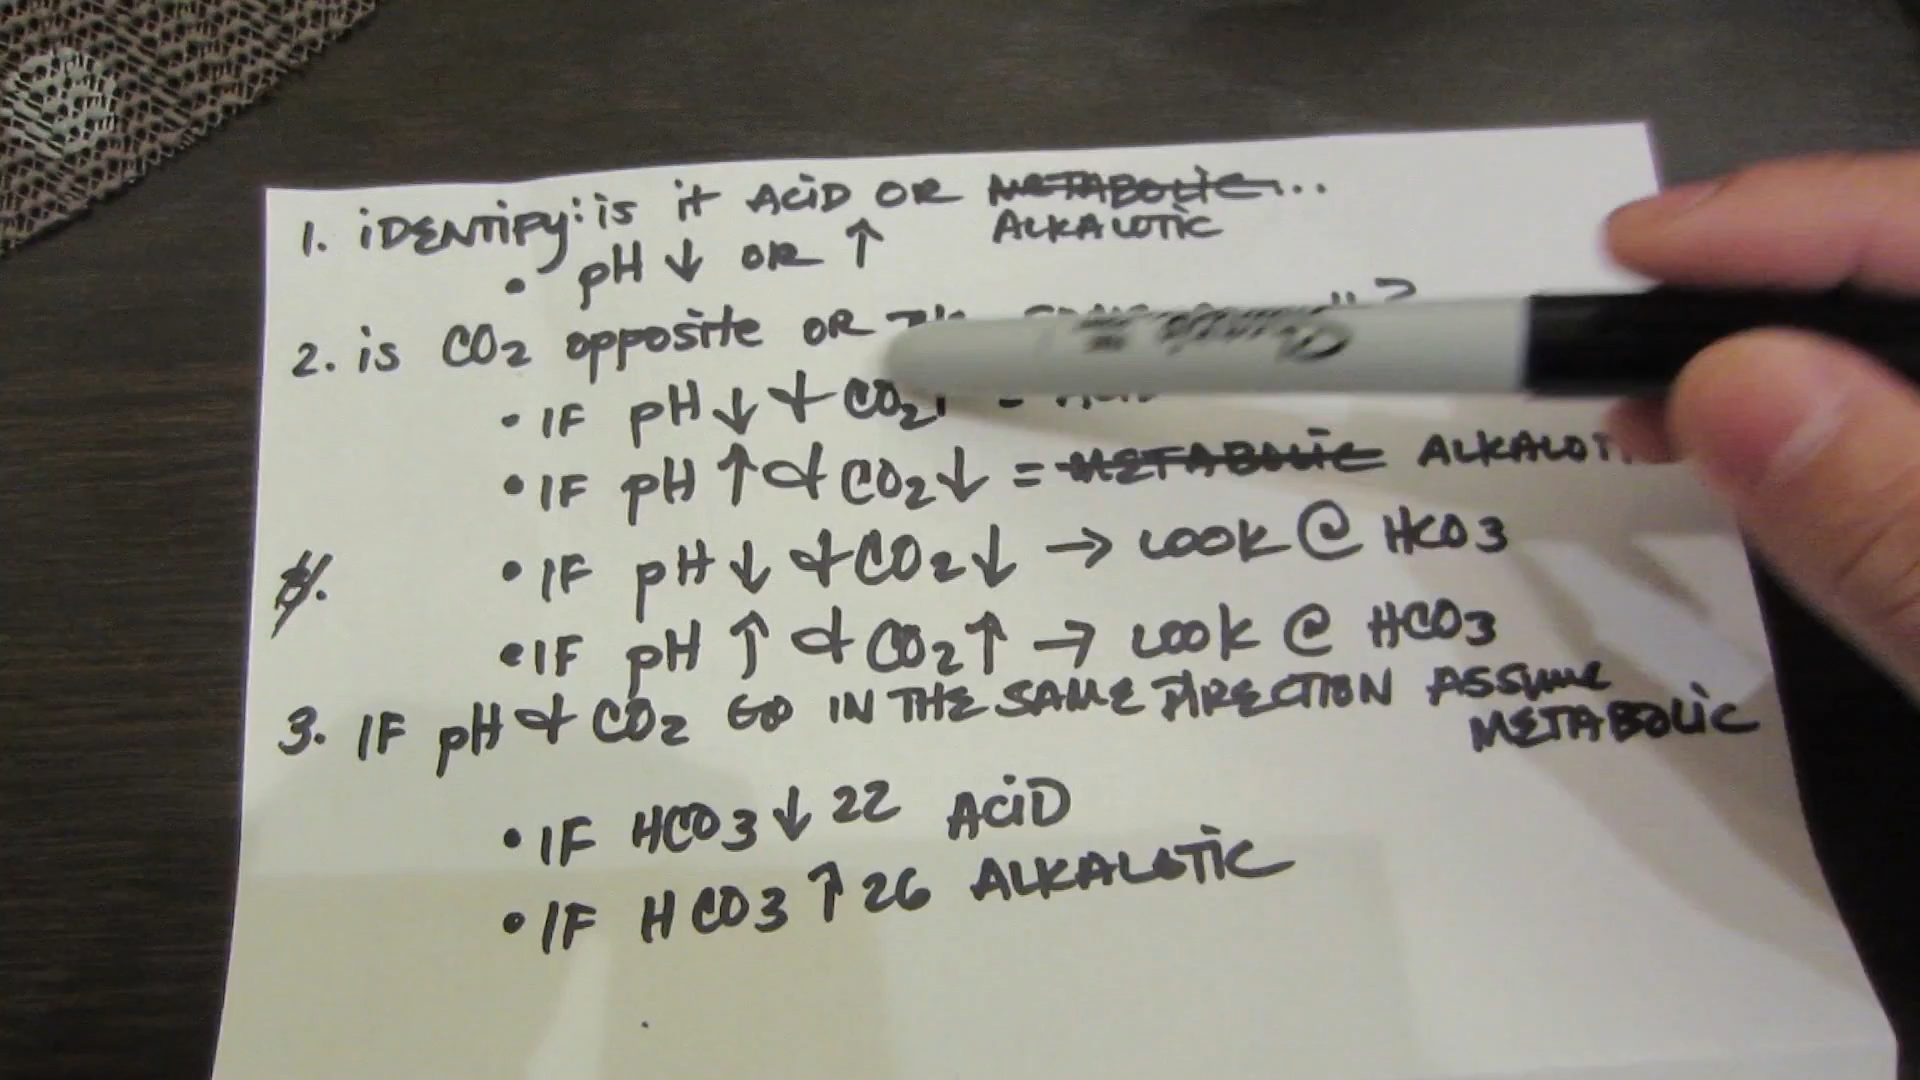 1. iDENTiFy: is it ACiD OR METABOLIC...
ALKALOTIC
• pH ↓ OR ↑
2. is CO2 opposite OR
• IF pH ↓ & CO2↑ = ACID
• IF pH ↑ & CO2 ↓ = METABOLIC ALKALOTI
• IF pH ↓ & CO2 ↓ → LOOK @ HCO3
• IF pH ↑ & CO2 ↑ → LOOK @ HCO3
3. IF pH & CO2 GO IN THE SAME DIRECTION ASSUME
METABOLIC
• IF HCO3 ↓ 22 ACiD
• IF HCO3 ↑ 26 ALKALOTIC